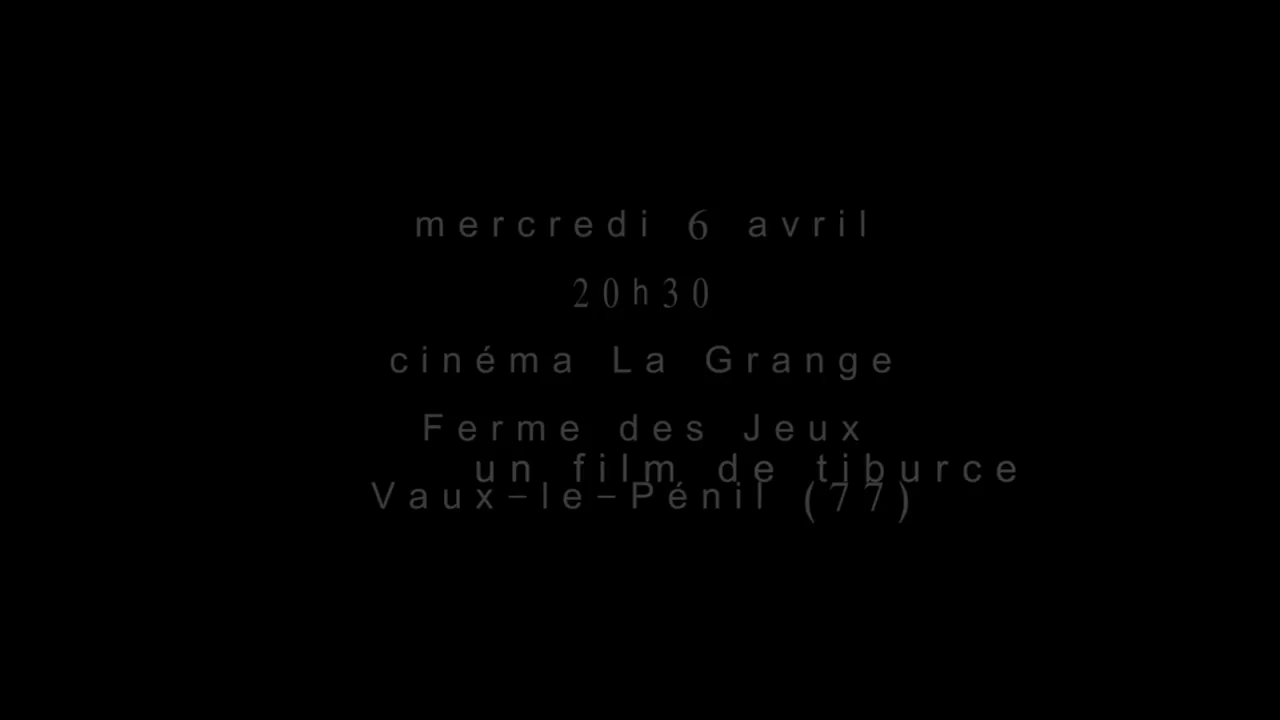 mercredi 6 avril
20h30
cinéma La Grange
Ferme des Jeux
un film de tiburce
Vaux-le-Pénil (77)